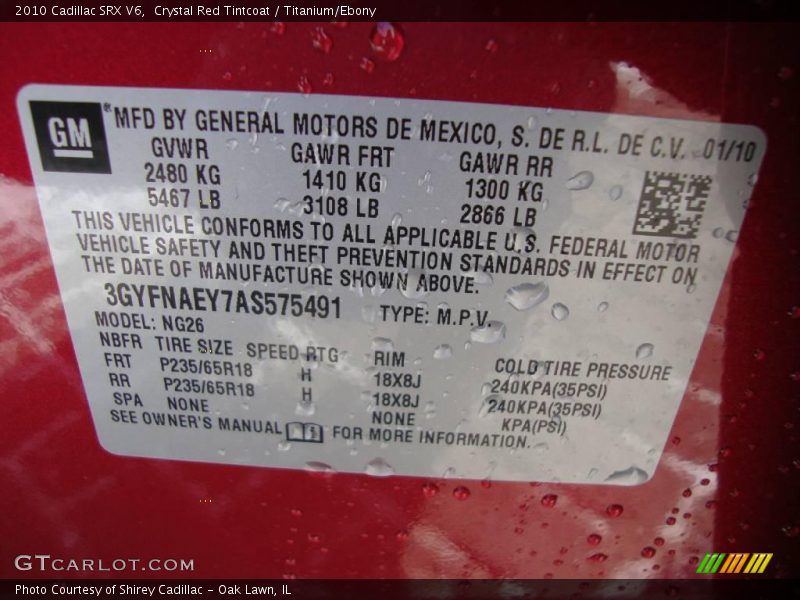 2010 Cadillac SRX V6,  Crystal Red Tintcoat / Titanium/Ebony
GM
® MFD BY GENERAL MOTORS DE MEXICO, S. DE R.L. DE C.V. 01/10
GVWR GAWR FRT GAWR RR
2480 KG 1410 KG 1300 KG
5467 LB 3108 LB 2866 LB
THIS VEHICLE CONFORMS TO ALL APPLICABLE U.S. FEDERAL MOTOR
VEHICLE SAFETY AND THEFT PREVENTION STANDARDS IN EFFECT ON
THE DATE OF MANUFACTURE SHOWN ABOVE.
3GYFNAEY7AS575491 TYPE: M.P.V.
MODEL: NG26
NBFR TIRE SIZE SPEED RTG RIM COLD TIRE PRESSURE
FRT P235/65R18 H 18X8J 240KPA(35PSI)
RR P235/65R18 H 18X8J 240KPA(35PSI)
SPA NONE NONE KPA(PSI)
SEE OWNER'S MANUAL FOR MORE INFORMATION.
GTCARLOT.COM
Photo Courtesy of Shirey Cadillac - Oak Lawn, IL